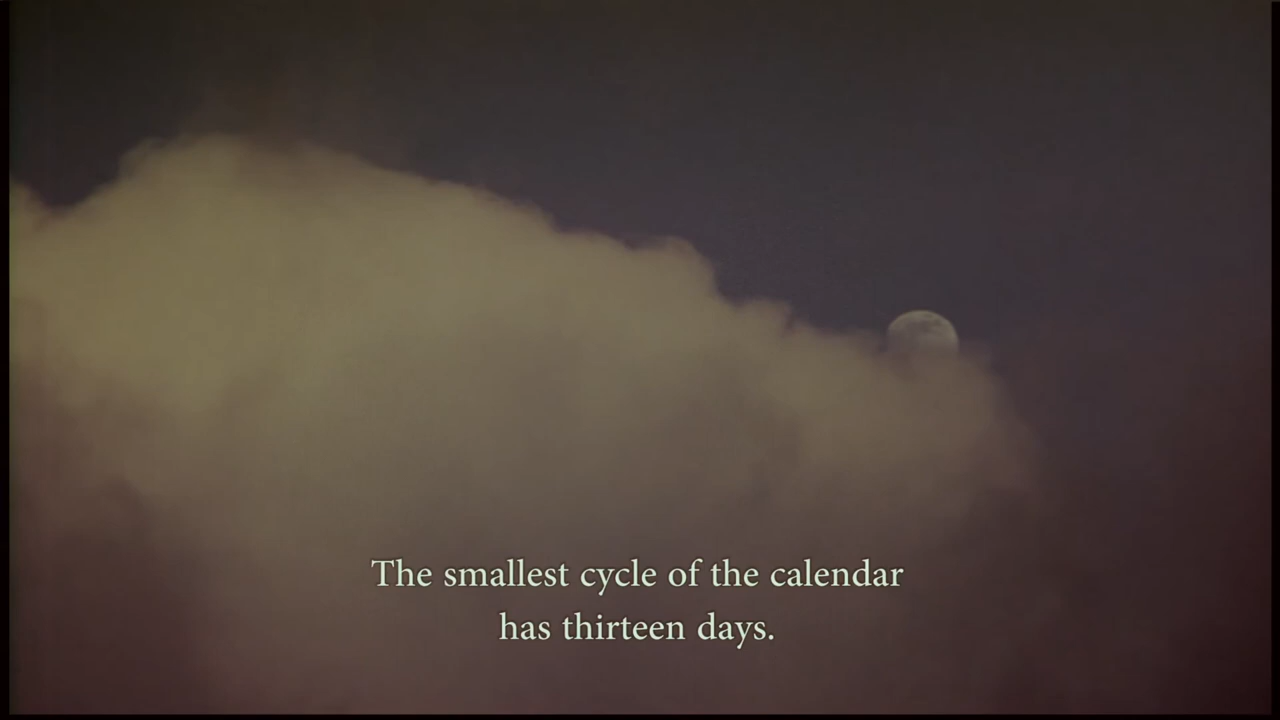 The smallest cycle of the calendar
has thirteen days.